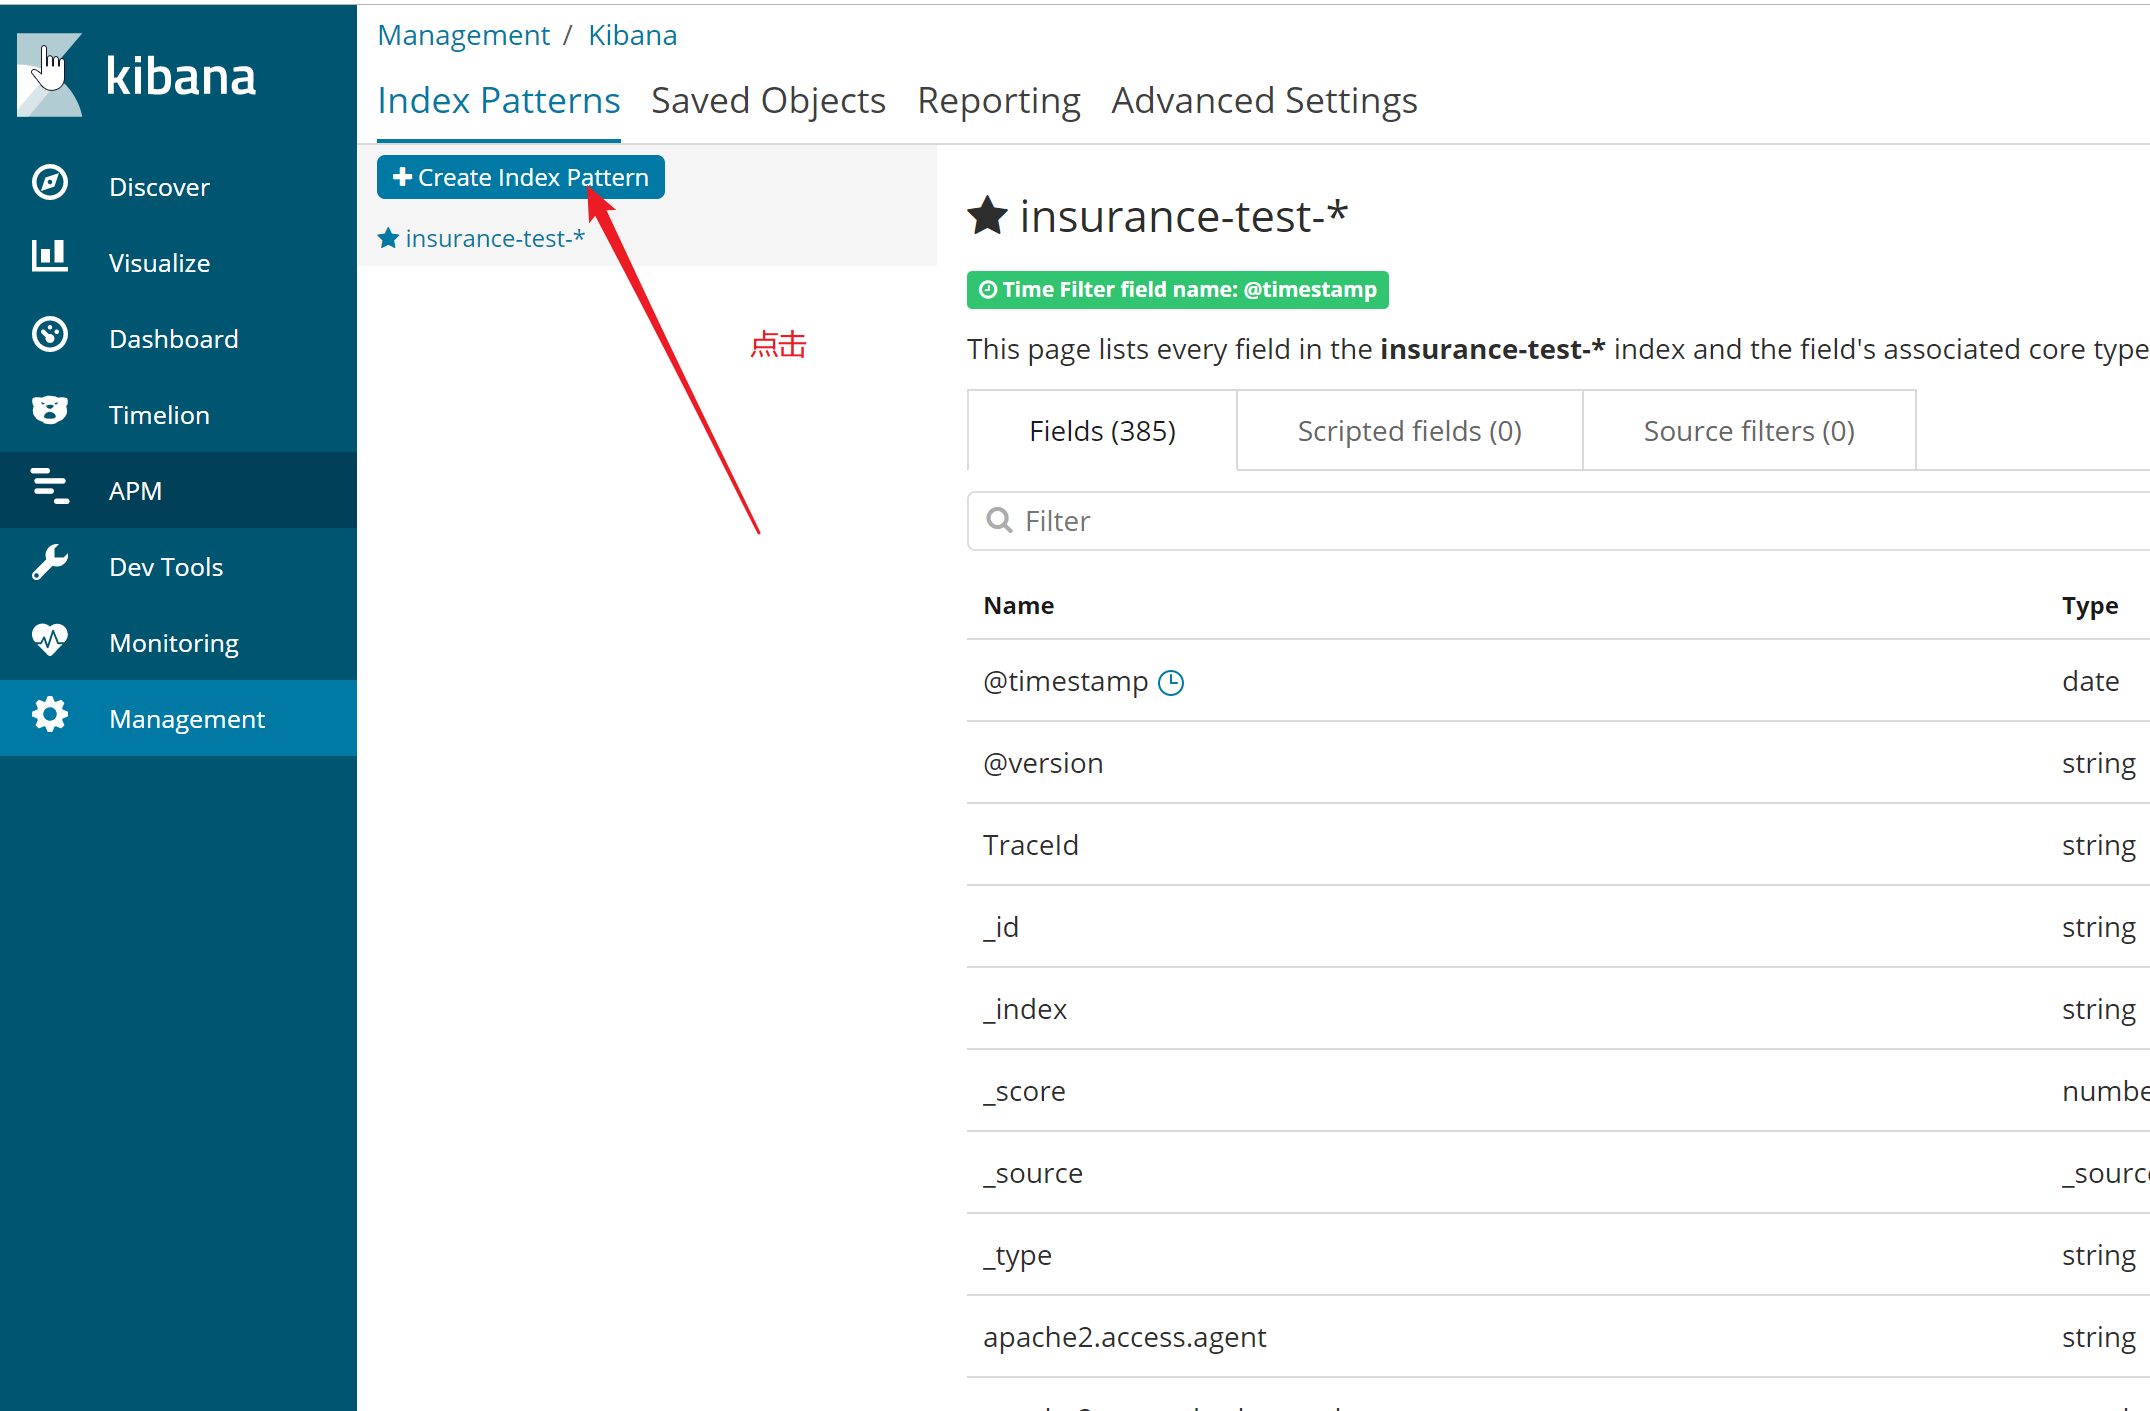 kibana
Discover
Visualize
Dashboard
Timelion
APM
Dev Tools
Monitoring
Management
Management / Kibana
Index Patterns Saved Objects Reporting Advanced Settings
Create Index Pattern
insurance-test-*
点击
insurance-test-*
Time Filter field name: @timestamp
This page lists every field in the insurance-test-* index and the field's associated core type
Fields (385) Scripted fields (0) Source filters (0)
Filter
Name Type
@timestamp date
@version string
TraceId string
_id string
_index string
_score numbe
_source _sourc
_type string
apache2.access.agent string